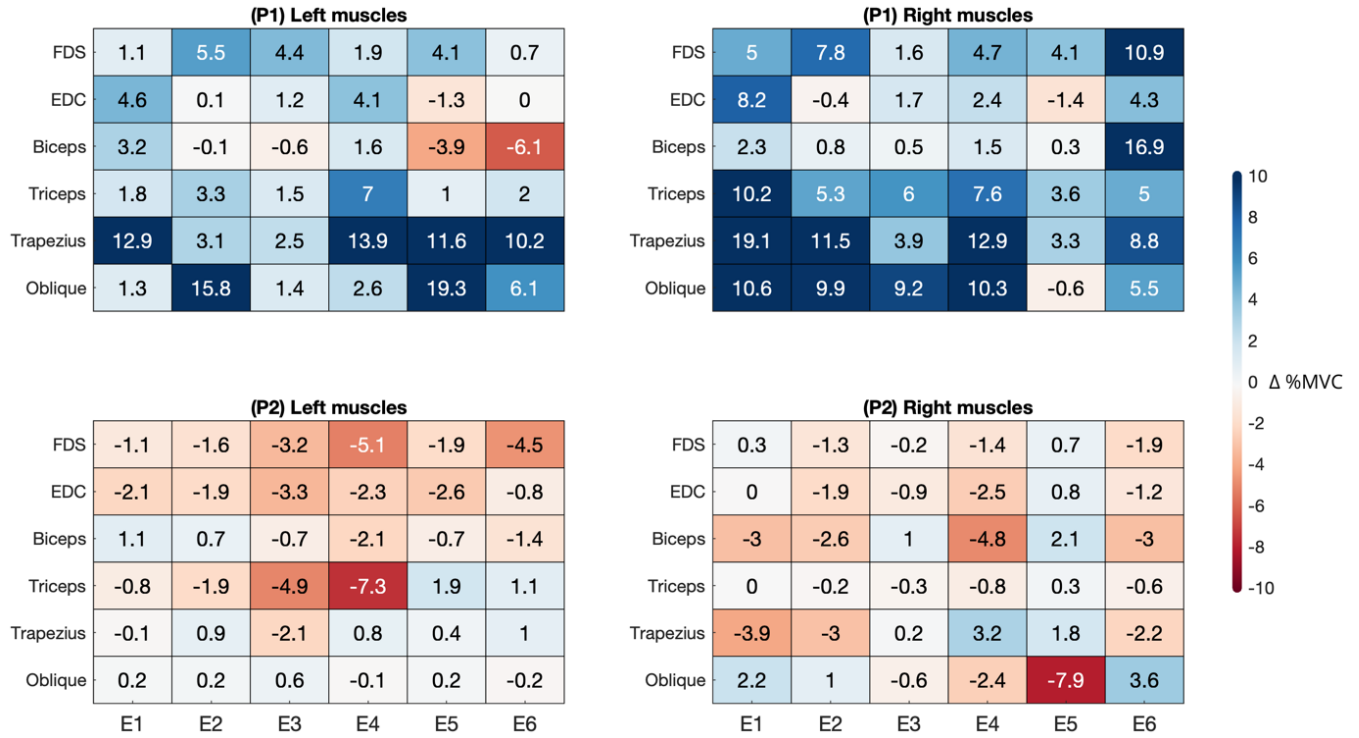 (P1) Left muscles
FDS 1.1 5.5 4.4 1.9 4.1 0.7
EDC 4.6 0.1 1.2 4.1 -1.3 0
Biceps 3.2 -0.1 -0.6 1.6 -3.9 -6.1
Triceps 1.8 3.3 1.5 7 1 2
Trapezius 12.9 3.1 2.5 13.9 11.6 10.2
Oblique 1.3 15.8 1.4 2.6 19.3 6.1
(P1) Right muscles
FDS 5 7.8 1.6 4.7 4.1 10.9
EDC 8.2 -0.4 1.7 2.4 -1.4 4.3
Biceps 2.3 0.8 0.5 1.5 0.3 16.9
Triceps 10.2 5.3 6 7.6 3.6 5
Trapezius 19.1 11.5 3.9 12.9 3.3 8.8
Oblique 10.6 9.9 9.2 10.3 -0.6 5.5
(P2) Left muscles
FDS -1.1 -1.6 -3.2 -5.1 -1.9 -4.5
EDC -2.1 -1.9 -3.3 -2.3 -2.6 -0.8
Biceps 1.1 0.7 -0.7 -2.1 -0.7 -1.4
Triceps -0.8 -1.9 -4.9 -7.3 1.9 1.1
Trapezius -0.1 0.9 -2.1 0.8 0.4 1
Oblique 0.2 0.2 0.6 -0.1 0.2 -0.2
E1 E2 E3 E4 E5 E6
(P2) Right muscles
FDS 0.3 -1.3 -0.2 -1.4 0.7 -1.9
EDC 0 -1.9 -0.9 -2.5 0.8 -1.2
Biceps -3 -2.6 1 -4.8 2.1 -3
Triceps 0 -0.2 -0.3 -0.8 0.3 -0.6
Trapezius -3.9 -3 0.2 3.2 1.8 -2.2
Oblique 2.2 1 -0.6 -2.4 -7.9 3.6
E1 E2 E3 E4 E5 E6
10
8
6
4
2
0 Δ %MVC
-2
-4
-6
-8
-10